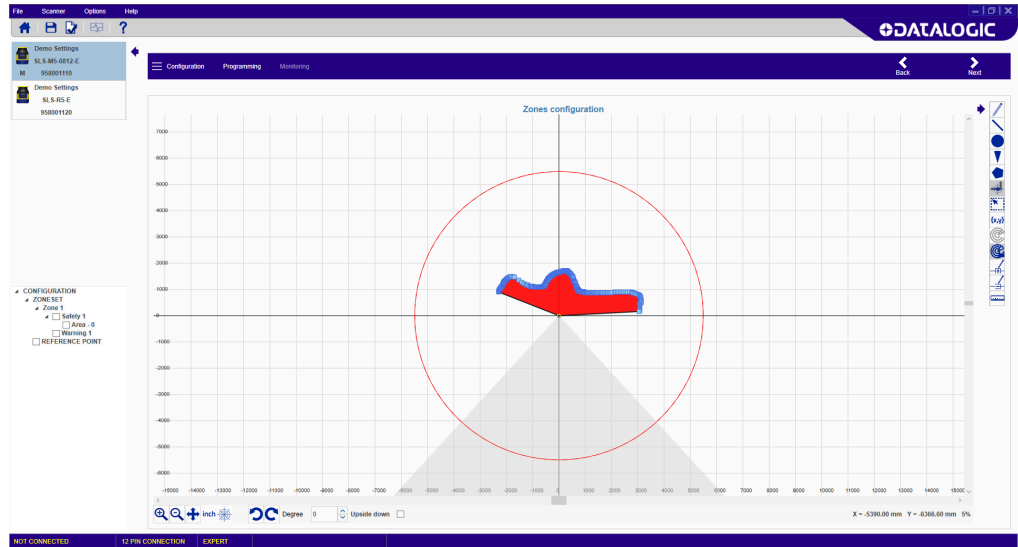 File Scanner Options Help
? DATALOGIC
Demo Settings
SLS-M5-0812-E
M 958001110
Demo Settings
SLS-R5-E
958001120
Configuration Programming Monitoring Back Next
Zones configuration
7000
6000
5000
4000
3000
2000
1000
0
-1000
-2000
-3000
-4000
-5000
-6000
-15000 -14000 -13000 -12000 -11000 -10000 -9000 -8000 -7000 -6000 -5000 -4000 -3000 -2000 -1000 0 1000 2000 3000 4000 5000 6000 7000 8000 9000 10000 11000 12000 13000 14000 15000
{x,y}
CONFIGURATION
ZONESET
Zone 1
Safety 1
Area - 0
Warning 1
REFERENCE POINT
inch Degree 0 Upside down X = -5390.00 mm Y = -6366.60 mm 5%
NOT CONNECTED 12 PIN CONNECTION EXPERT